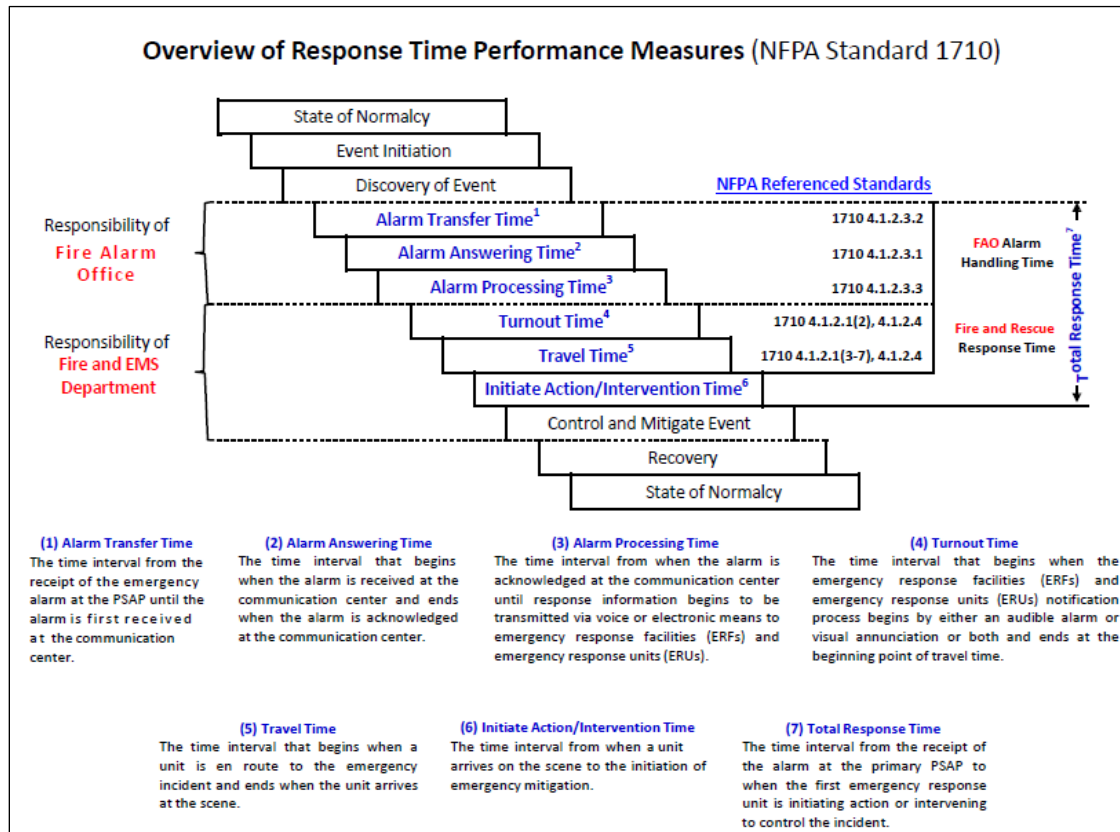 Overview of Response Time Performance Measures (NFPA Standard 1710)
State of Normalcy
Event Initiation
Discovery of Event
NFPA Referenced Standards
Responsibility of
Fire Alarm
Office
Alarm Transfer Time1
1710 4.1.2.3.2
Alarm Answering Time2
1710 4.1.2.3.1
FAO Alarm
Handling Time
Alarm Processing Time3
1710 4.1.2.3.3
Total Response Time7
Responsibility of
Fire and EMS
Department
Turnout Time4
1710 4.1.2.1(2), 4.1.2.4
Fire and Rescue
Response Time
Travel Time5
1710 4.1.2.1(3-7), 4.1.2.4
Initiate Action/Intervention Time6
Control and Mitigate Event
Recovery
State of Normalcy
(1) Alarm Transfer Time
The time interval from the
receipt of the emergency
alarm at the PSAP until the
alarm is first received
at the communication
center.
(2) Alarm Answering Time
The time interval that begins
when the alarm is received at the
communication center and ends
when the alarm is acknowledged
at the communication center.
(3) Alarm Processing Time
The time interval from when the alarm is
acknowledged at the communication center
until response information begins to be
transmitted via voice or electronic means to
emergency response facilities (ERFs) and
emergency response units (ERUs).
(4) Turnout Time
The time interval that begins when the
emergency response facilities (ERFs) and
emergency response units (ERUs) notification
process begins by either an audible alarm or
visual annunciation or both and ends at the
beginning point of travel time.
(5) Travel Time
The time interval that begins when a
unit is en route to the emergency
incident and ends when the unit arrives
at the scene.
(6) Initiate Action/Intervention Time
The time interval from when a unit
arrives on the scene to the initiation of
emergency mitigation.
(7) Total Response Time
The time interval from the receipt of
the alarm at the primary PSAP to
when the first emergency response
unit is initiating action or intervening
to control the incident.